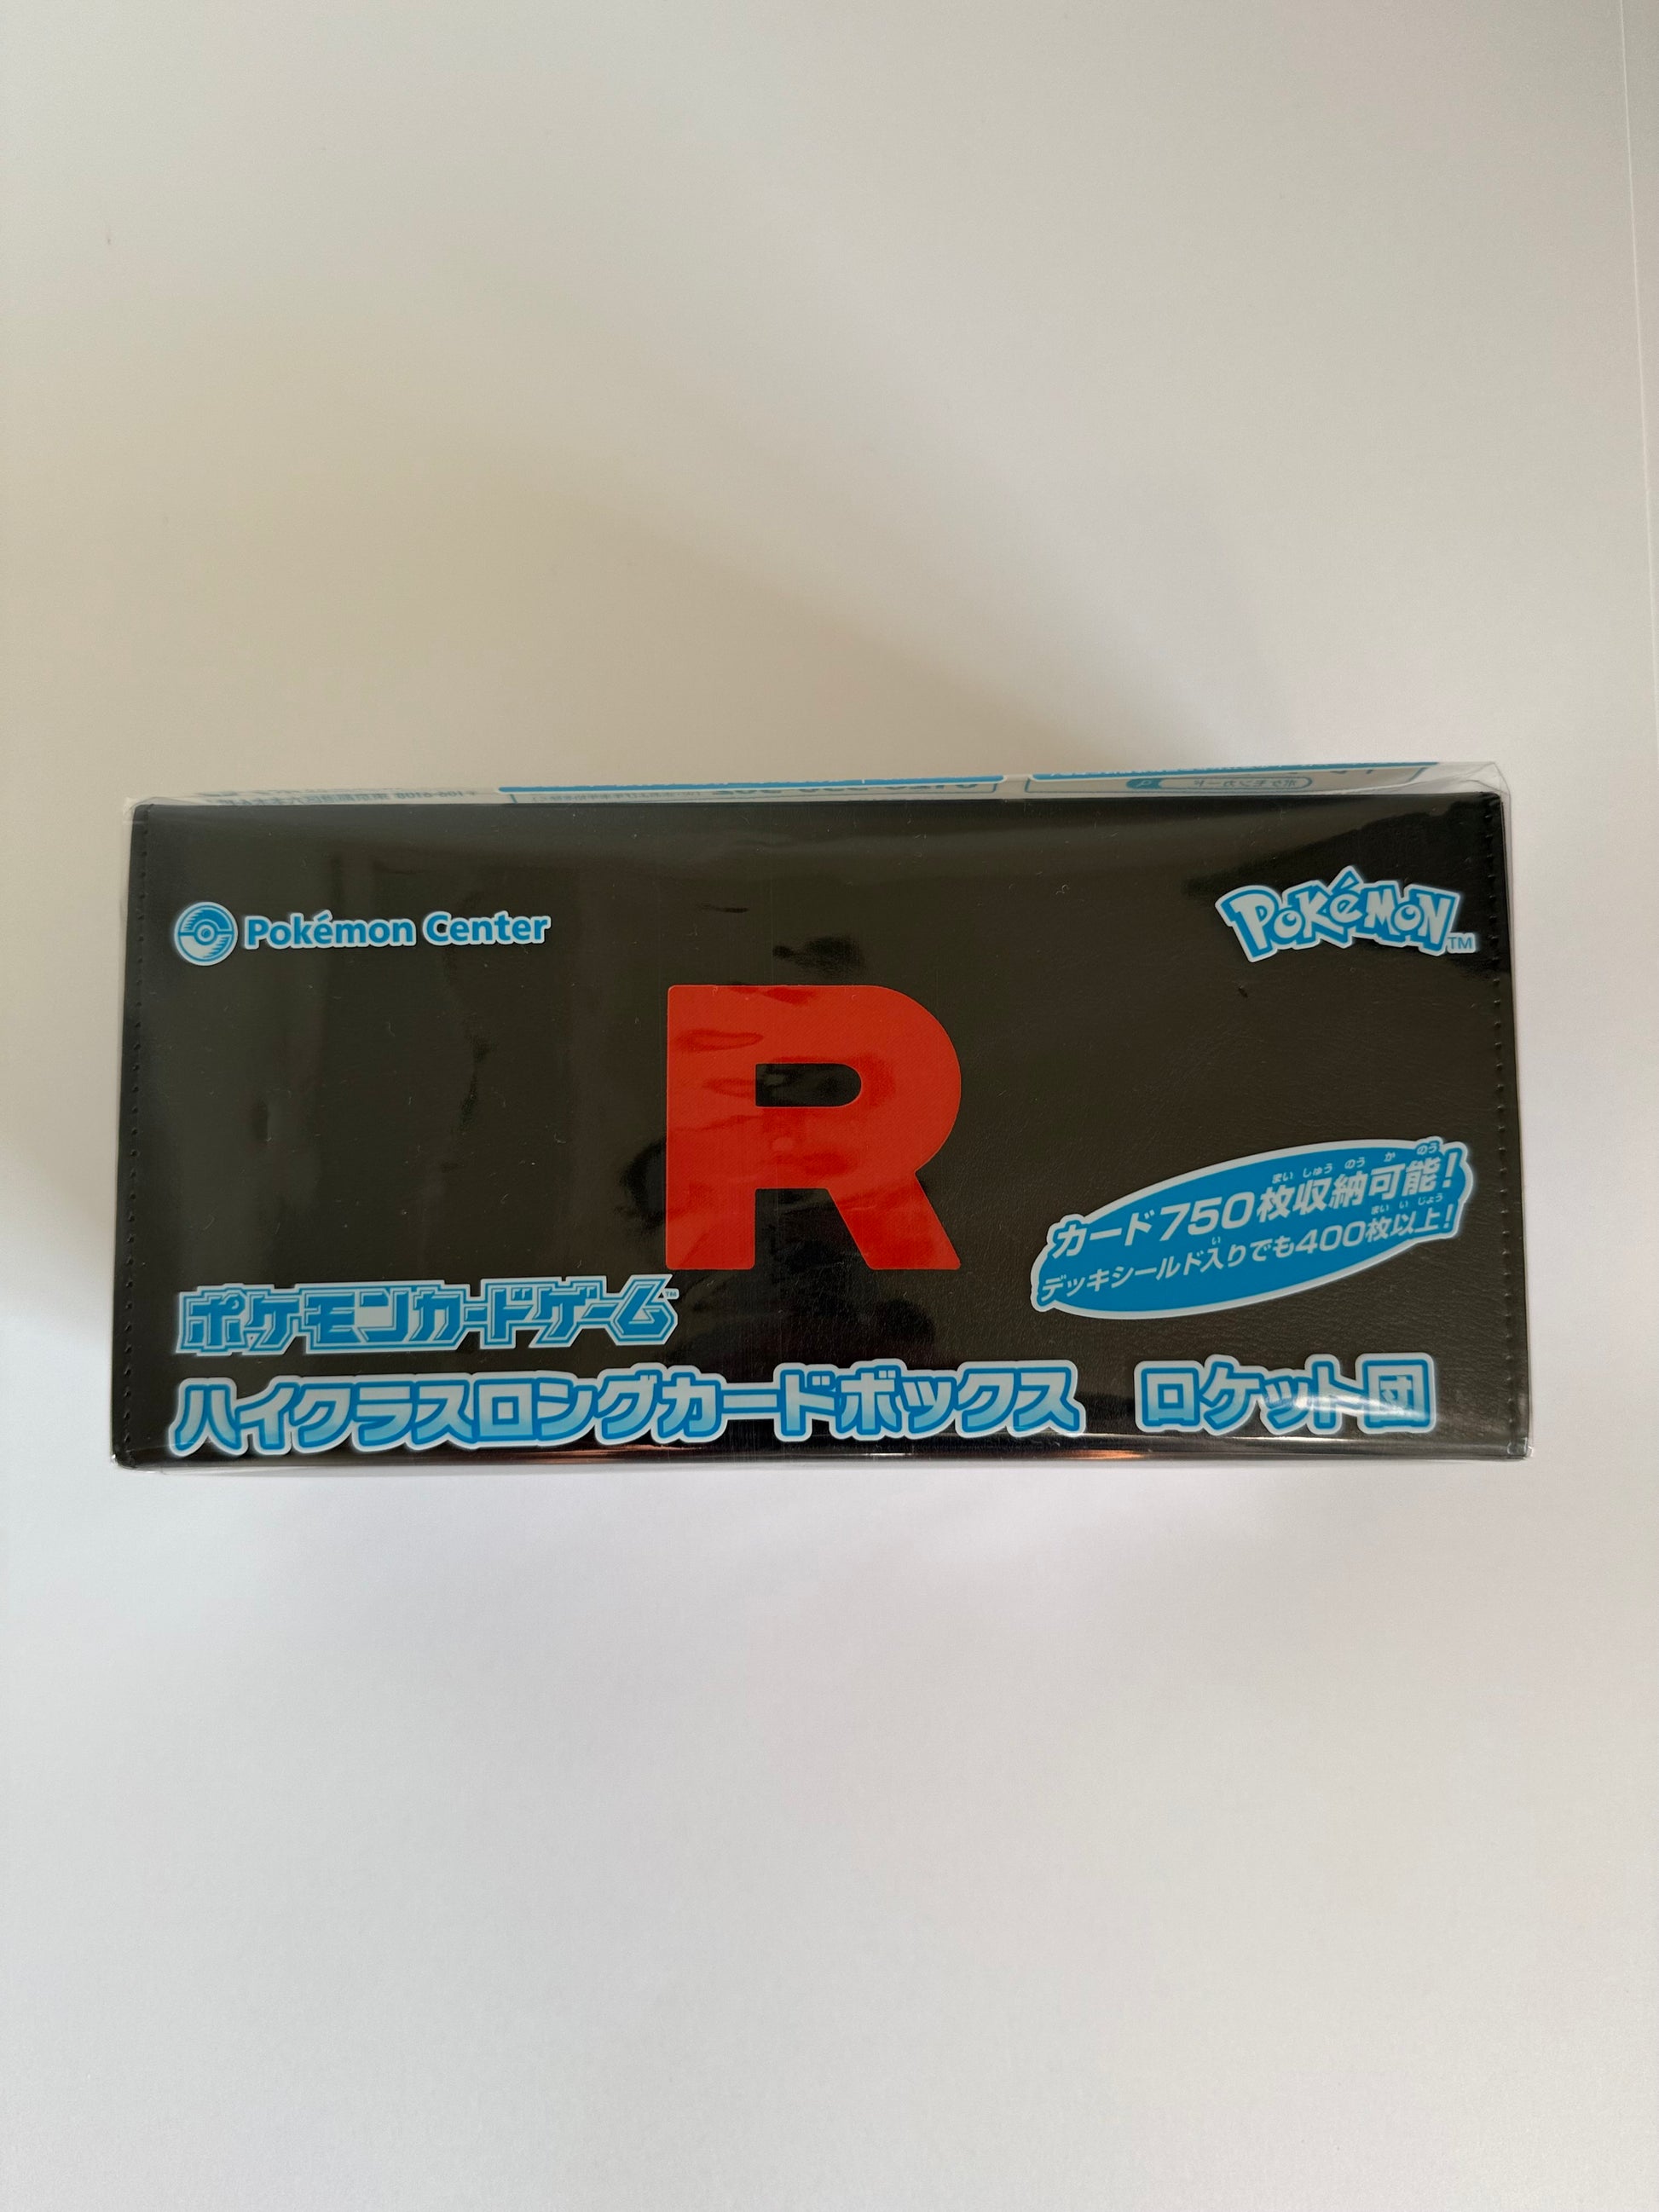 Pokémon Center
POKéMON™
R
カード750枚収納可能!
デッキシールド入りでも400枚以上!
ポケモンカードゲーム™
ハイクラスロングカードボックス ロケット団